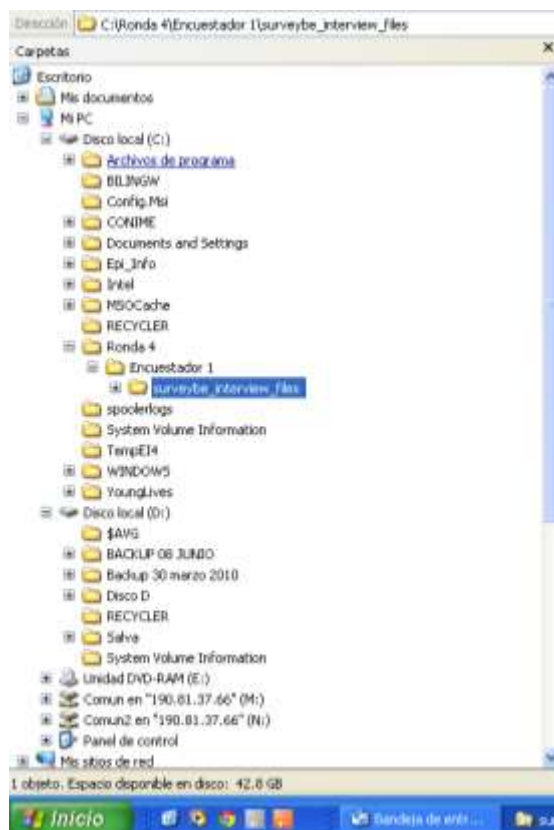 Dirección C:\Ronda 4\Encuestador 1\surveybe_interview_files
Carpetas
Escritorio
Mis documentos
Mi PC
Disco local (C:)
Archivos de programa
BILINGW
Config.Msi
CONIME
Documents and Settings
Epi_Info
Intel
MSOCache
RECYCLER
Ronda 4
Encuestador 1
surveybe_interview_files
spoolerlogs
System Volume Information
TempEI4
WINDOWS
YoungLives
Disco local (D:)
$AVG
BACKUP 08 JUNIO
Backup 30 marzo 2010
Disco D
RECYCLER
Salva
System Volume Information
Unidad DVD-RAM (E:)
Comun en "190.81.37.66" (M:)
Comun2 en "190.81.37.66" (N:)
Panel de control
Mis sitios de red
1 objeto. Espacio disponible en disco: 42.8 GB
Inicio Bandeja de entr... su